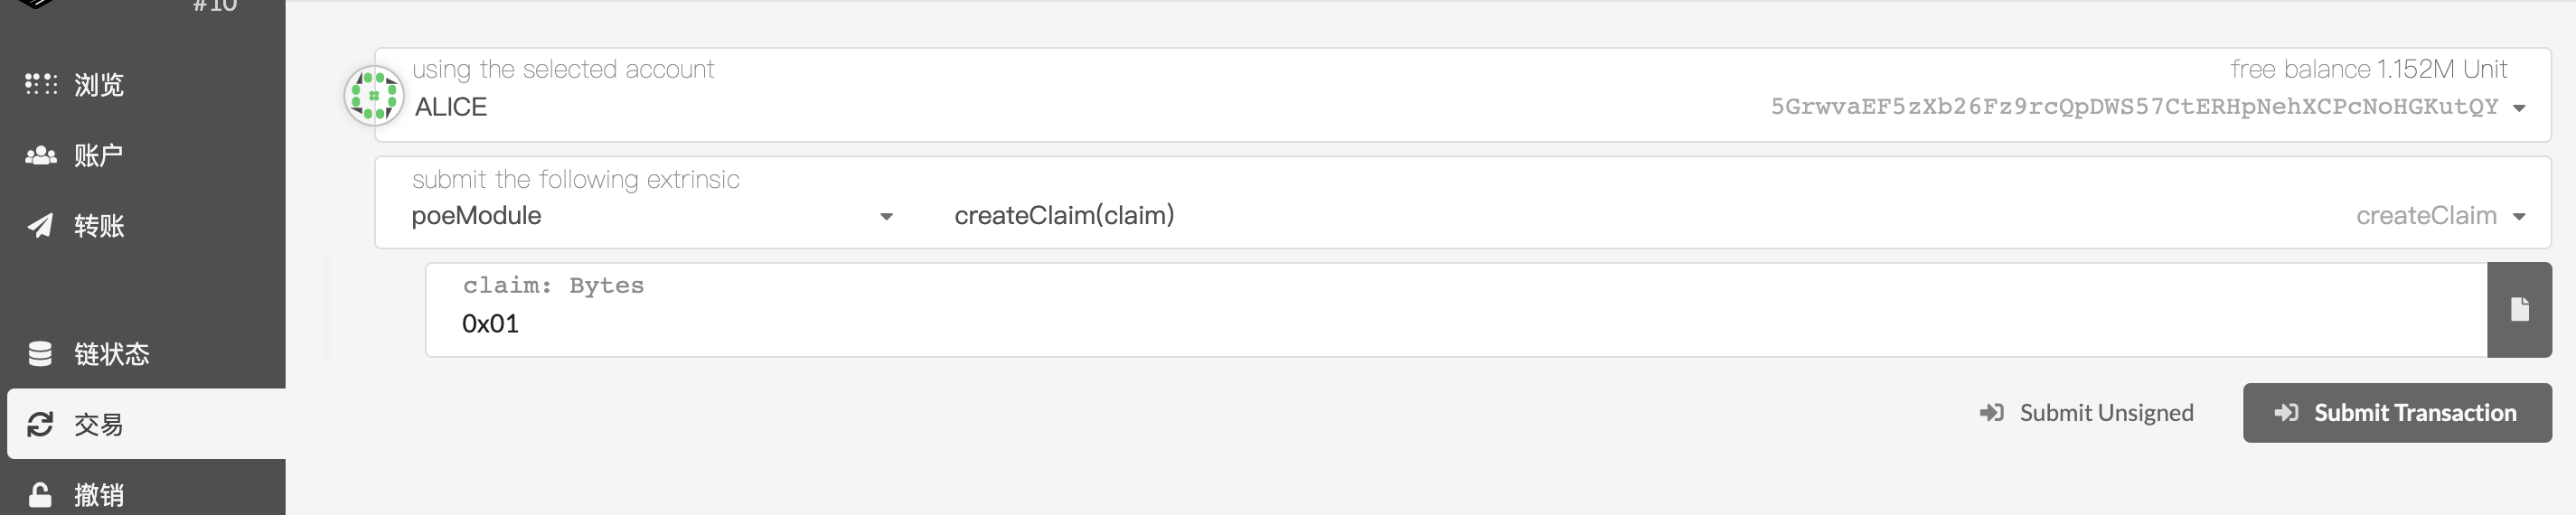 #10
浏览
账户
转账
链状态
交易
撤销
using the selected account
free balance 1.152M Unit
ALICE
5GrwvaEF5zXb26Fz9rcQpDWS57CtERHpNehXCPcNoHGKutQY
submit the following extrinsic
poeModule
createClaim(claim)
createClaim
claim: Bytes
0x01
Submit Unsigned
Submit Transaction